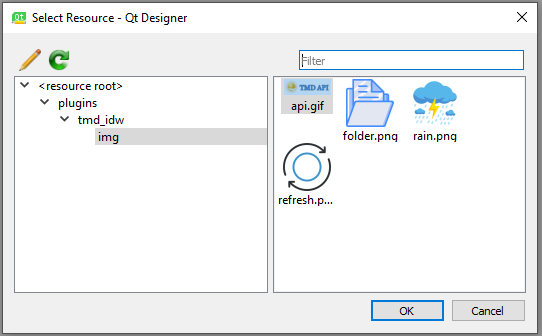 Qt Select Resource - Qt Designer
Filter
<resource root>
plugins
tmd_idw
img
TMD API
api.gif
folder.png
rain.png
refresh.p...
OK
Cancel